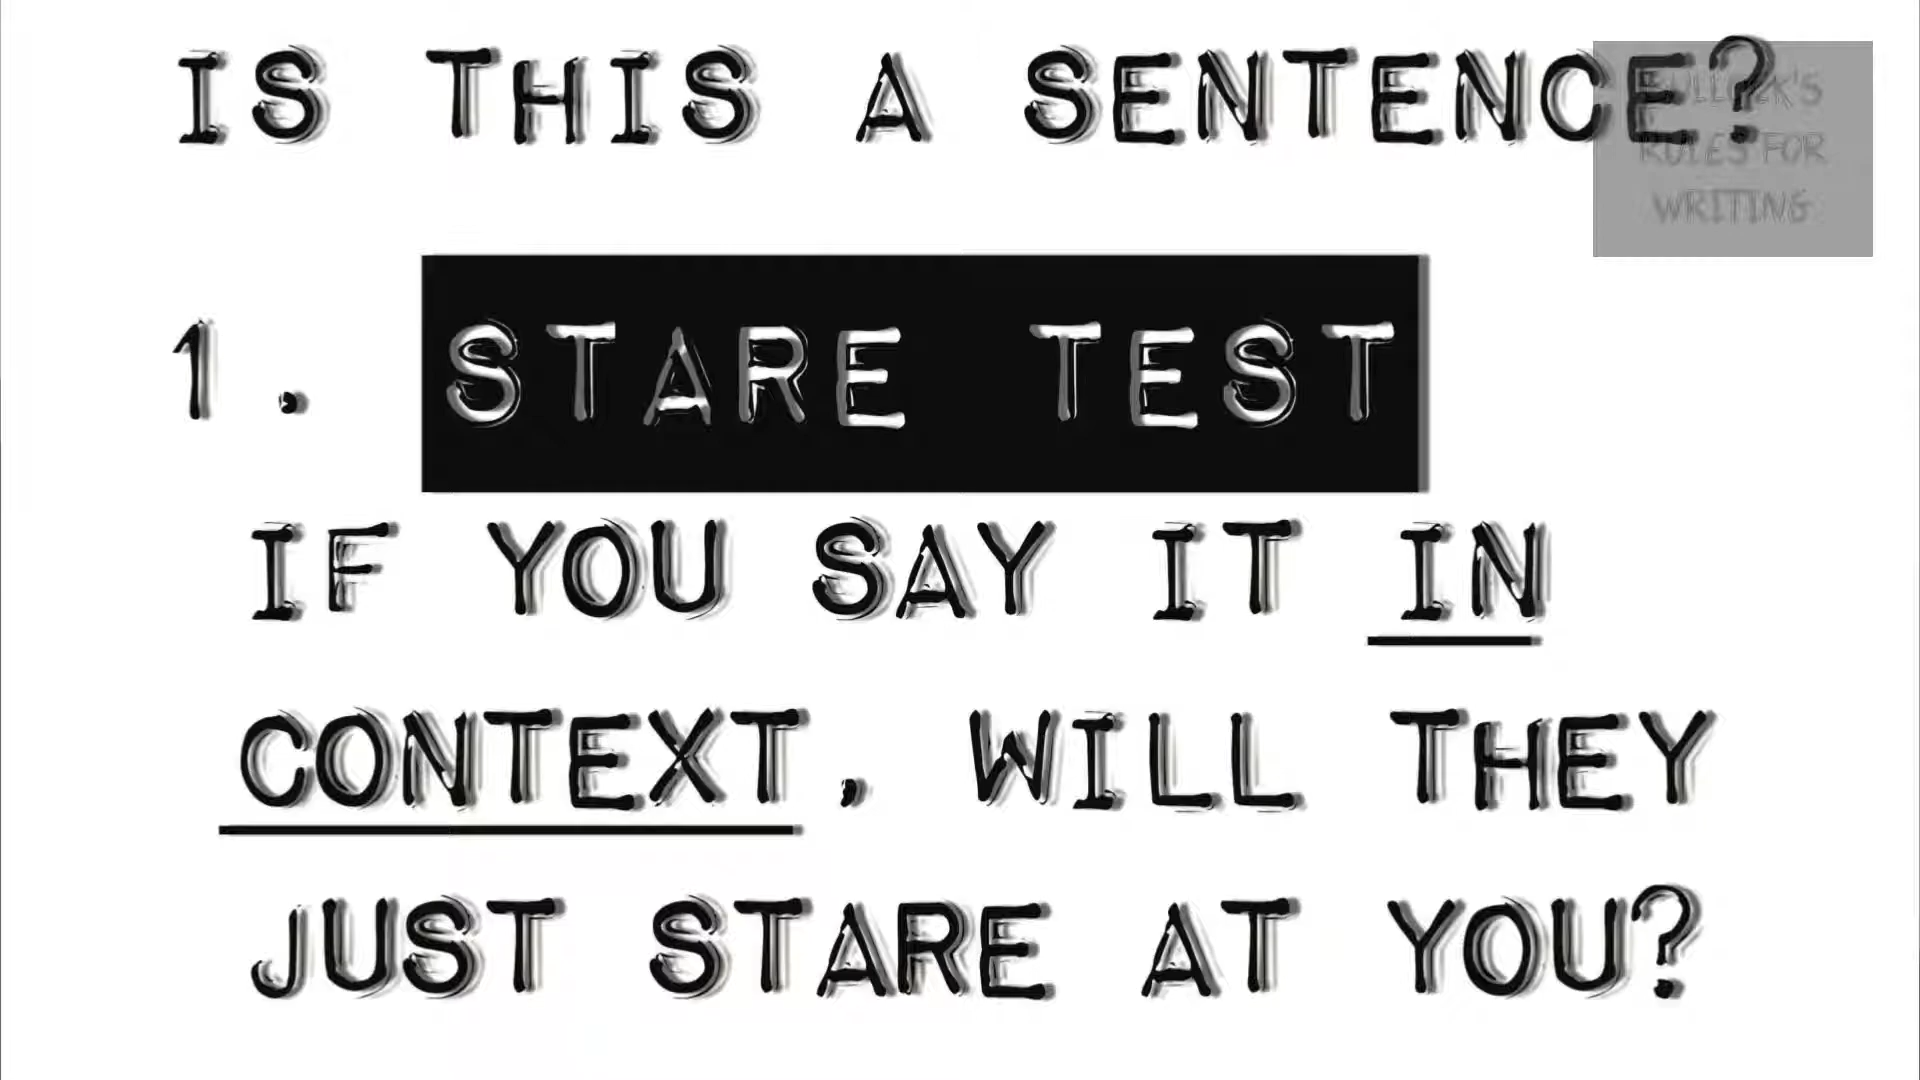 IS THIS A SENTENCE?
1. STARE TEST
IF YOU SAY IT IN
CONTEXT, WILL THEY
JUST STARE AT YOU?
RULES FOR
WRITING